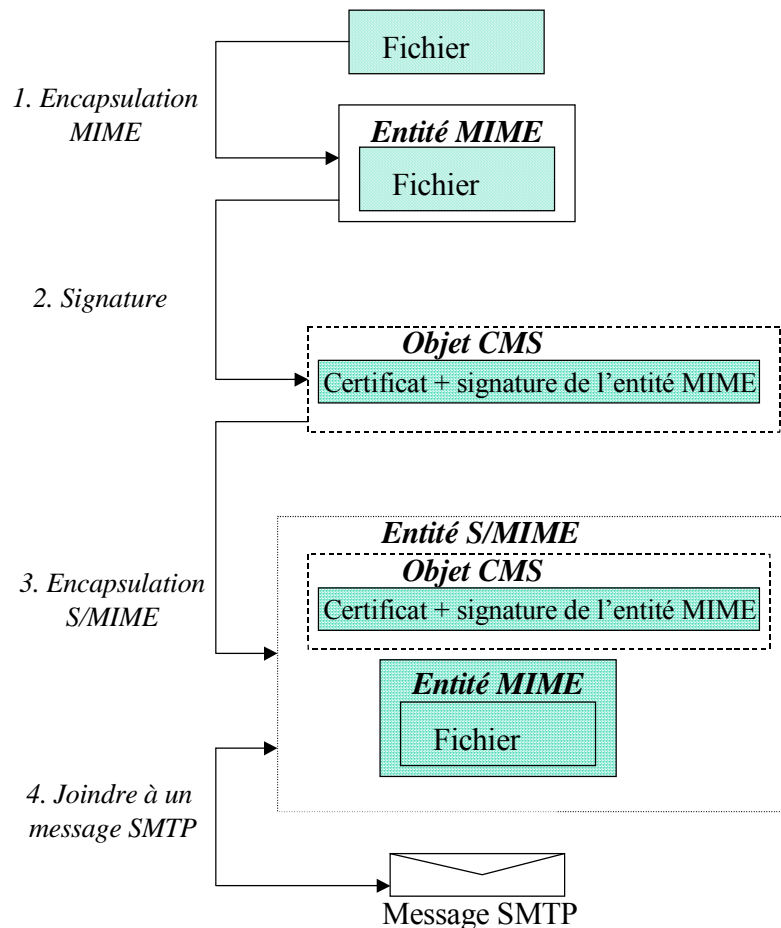 Fichier
1. Encapsulation
MIME
Entité MIME
Fichier
2. Signature
Objet CMS
Certificat + signature de l'entité MIME
Entité S/MIME
Objet CMS
3. Encapsulation
S/MIME
Certificat + signature de l'entité MIME
Entité MIME
Fichier
4. Joindre à un
message SMTP
Message SMTP